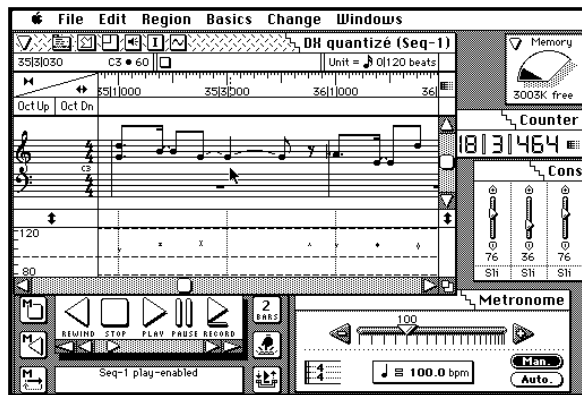 File Edit Region Basics Change Windows
DX quantizé (Seq-1)
Memory
3003K free
35|3|030 C3 • 60 Unit = ♪ 0|120 beats
35|1|000 35|3|000 36|1|000 36|
Oct Up Oct Dn
C3
120
80
Counter
18|3|464
Cons
76 36 76
Sli Sli Sli
M
M
M
REWIND STOP PLAY PAUSE RECORD
2 BARS
Seq-1 play-enabled
Metronome
100
4
4
♩ = 100.0 bpm
Man.
Auto.